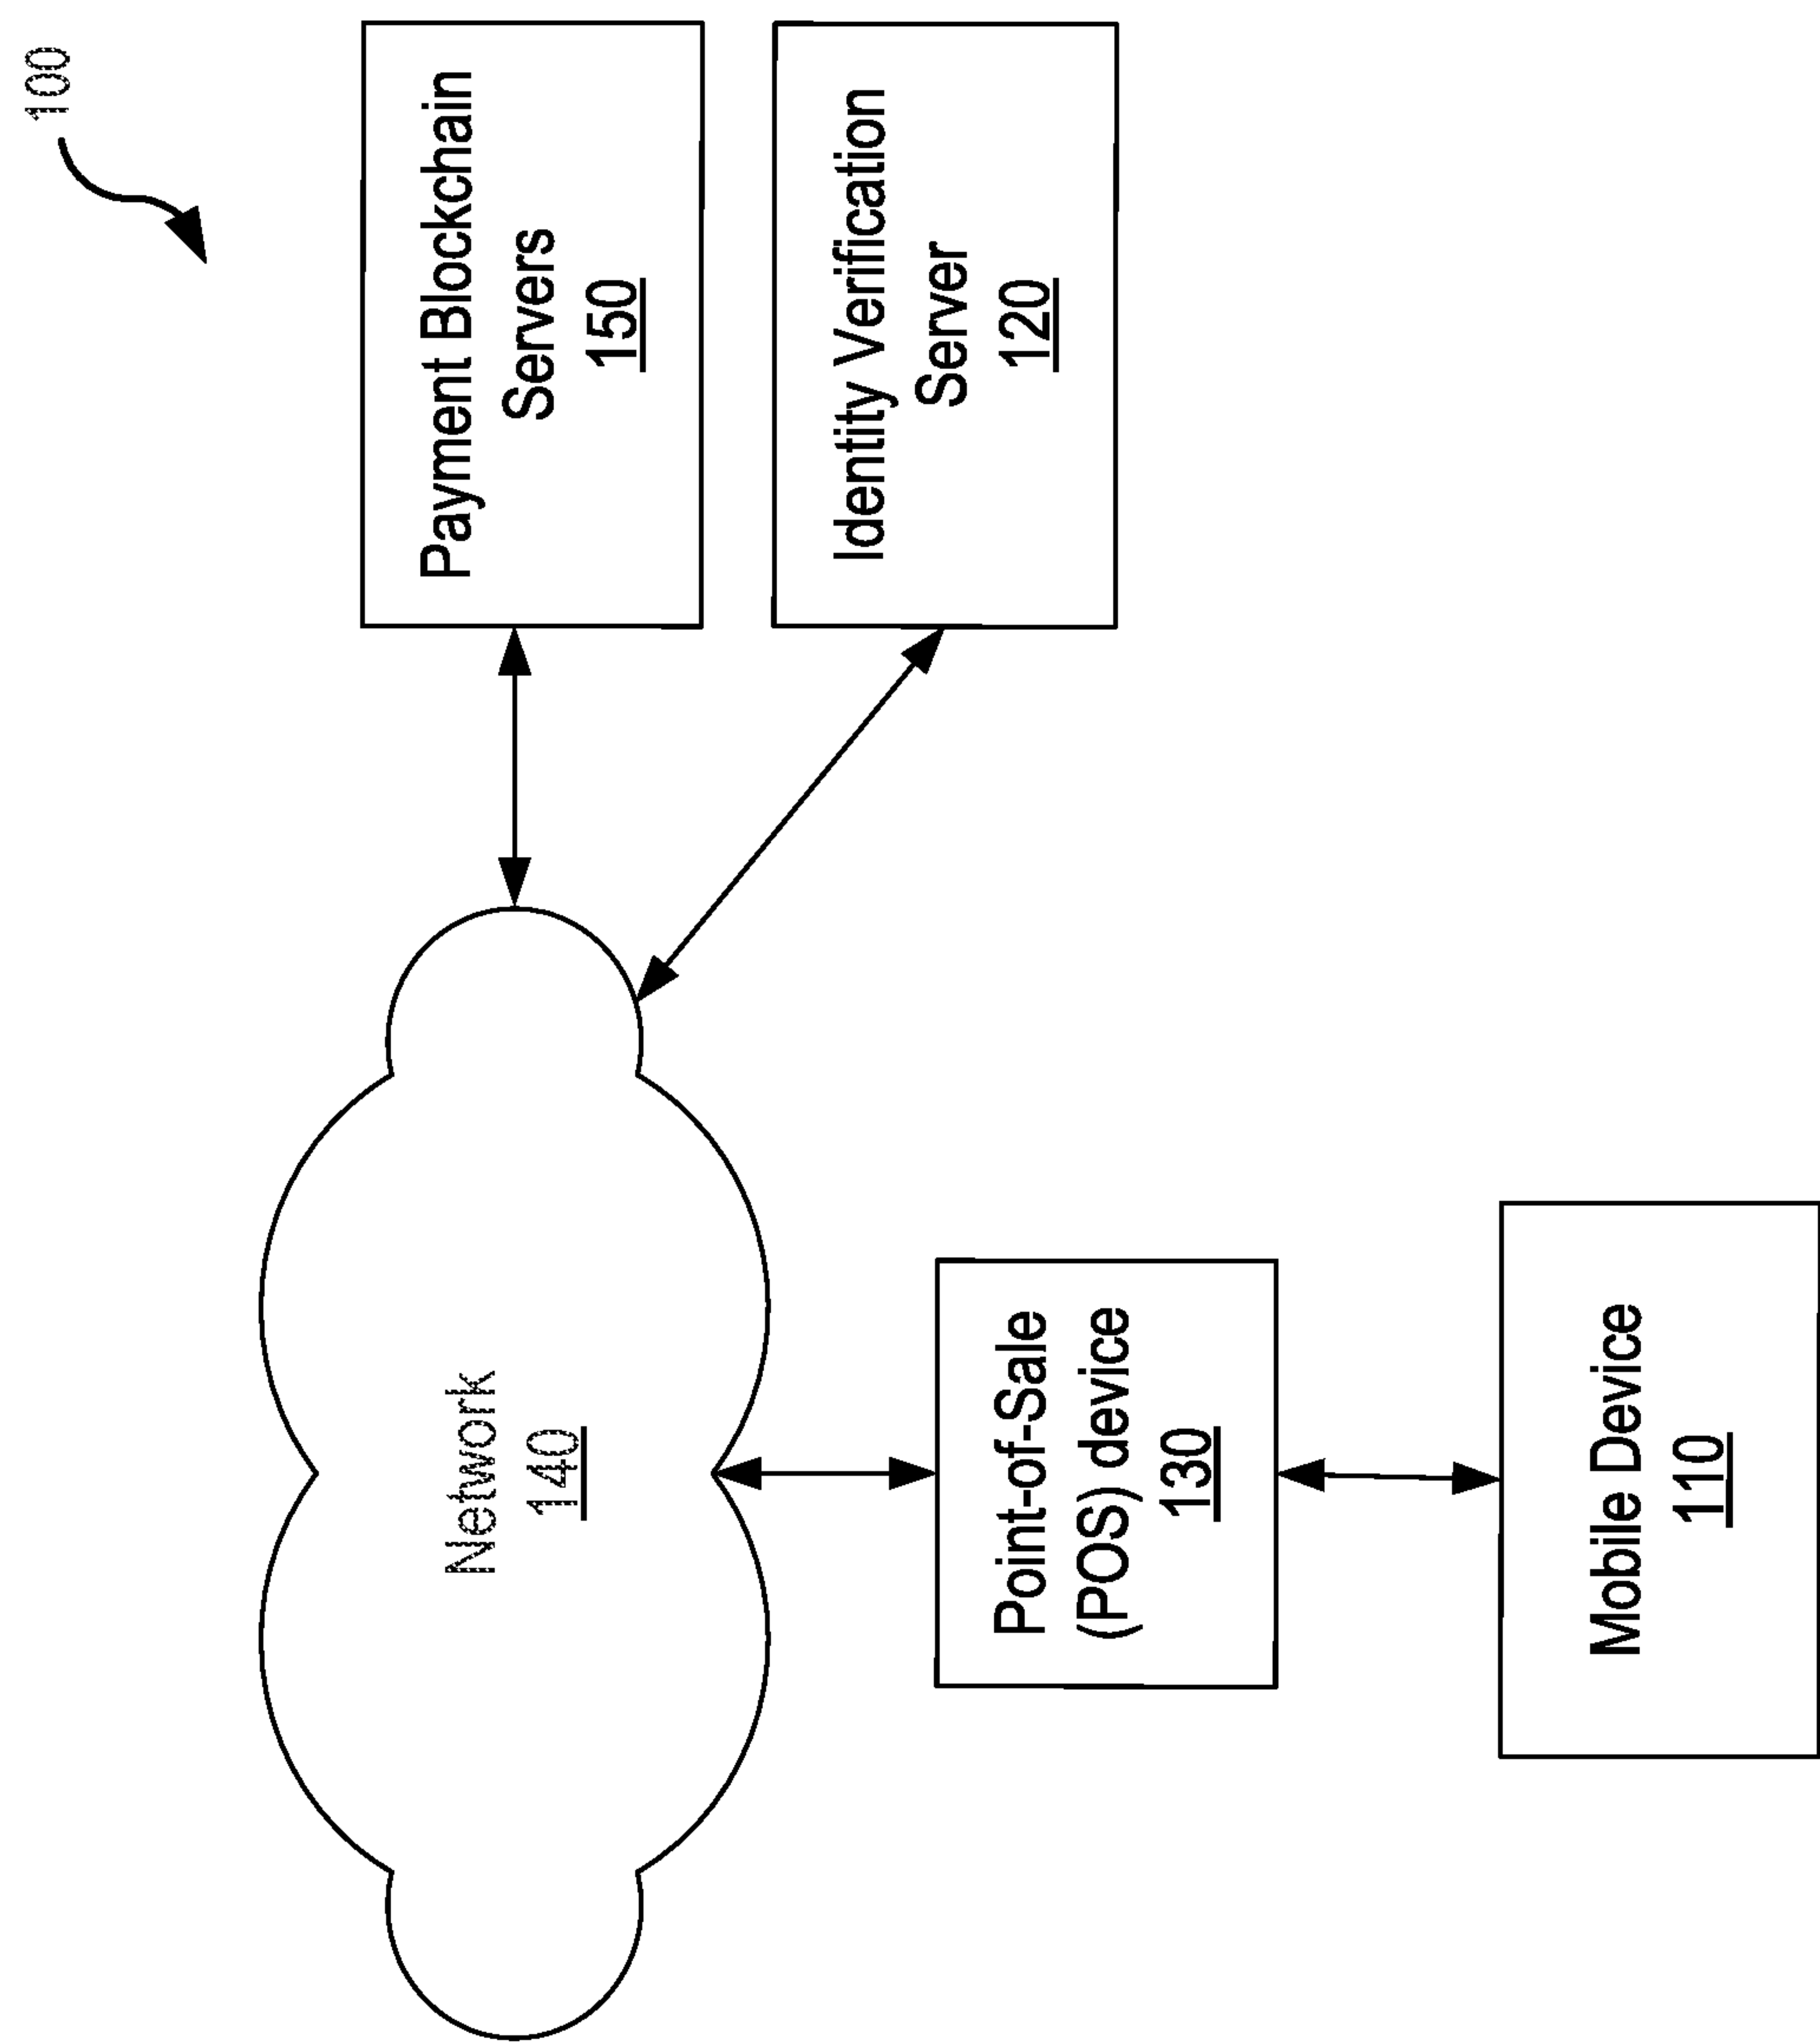 100
Network
140
Payment Blockchain
Servers
150
Identity Verification
Server
120
Point-of-Sale
(POS) device
130
Mobile Device
110